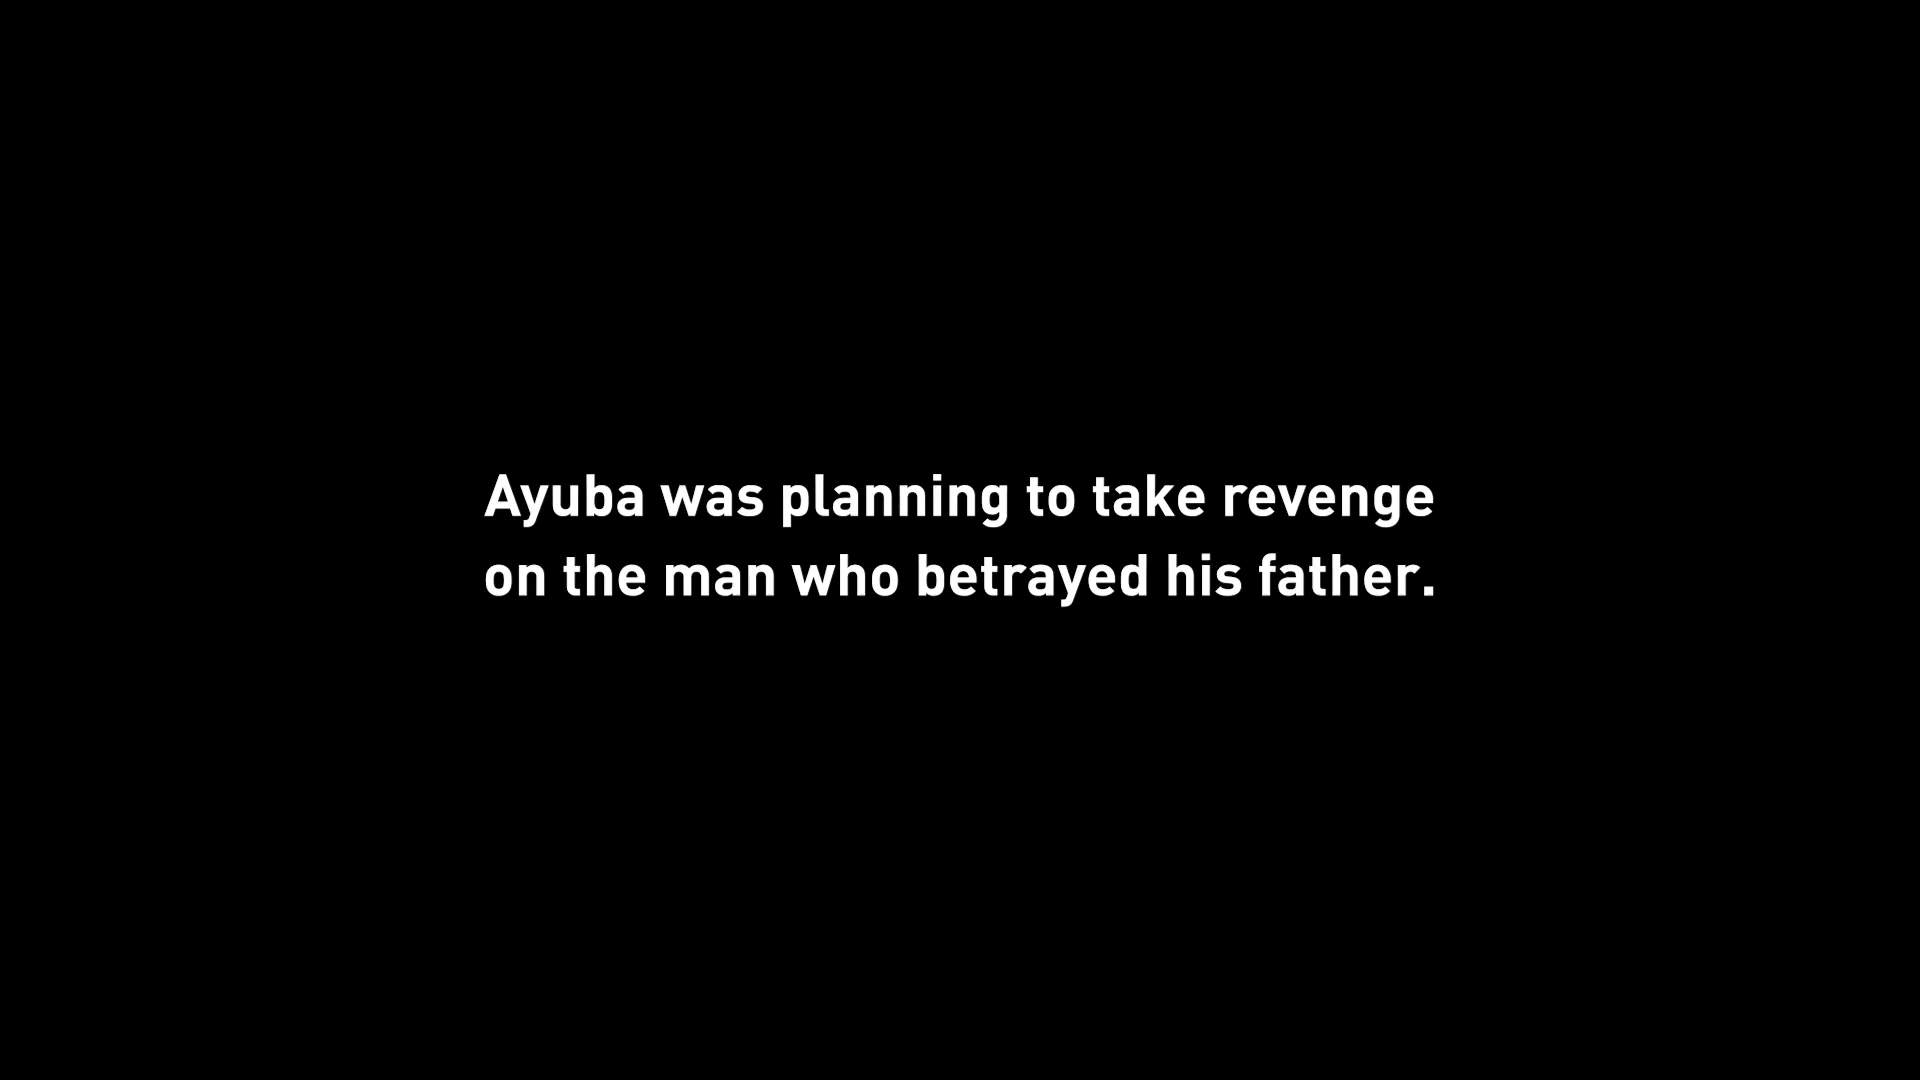 Ayuba was planning to take revenge
on the man who betrayed his father.